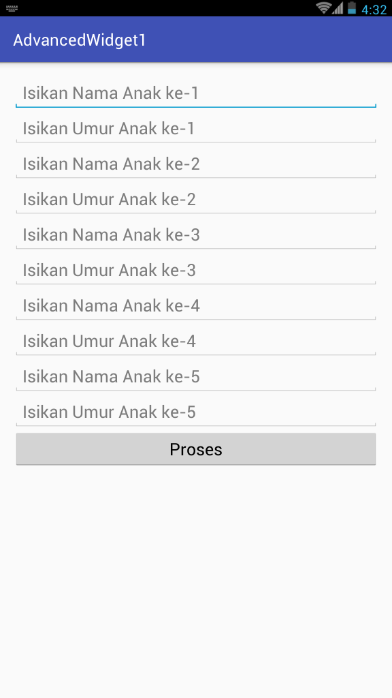 4:32
AdvancedWidget1
Isikan Nama Anak ke-1
Isikan Umur Anak ke-1
Isikan Nama Anak ke-2
Isikan Umur Anak ke-2
Isikan Nama Anak ke-3
Isikan Umur Anak ke-3
Isikan Nama Anak ke-4
Isikan Umur Anak ke-4
Isikan Nama Anak ke-5
Isikan Umur Anak ke-5
Proses